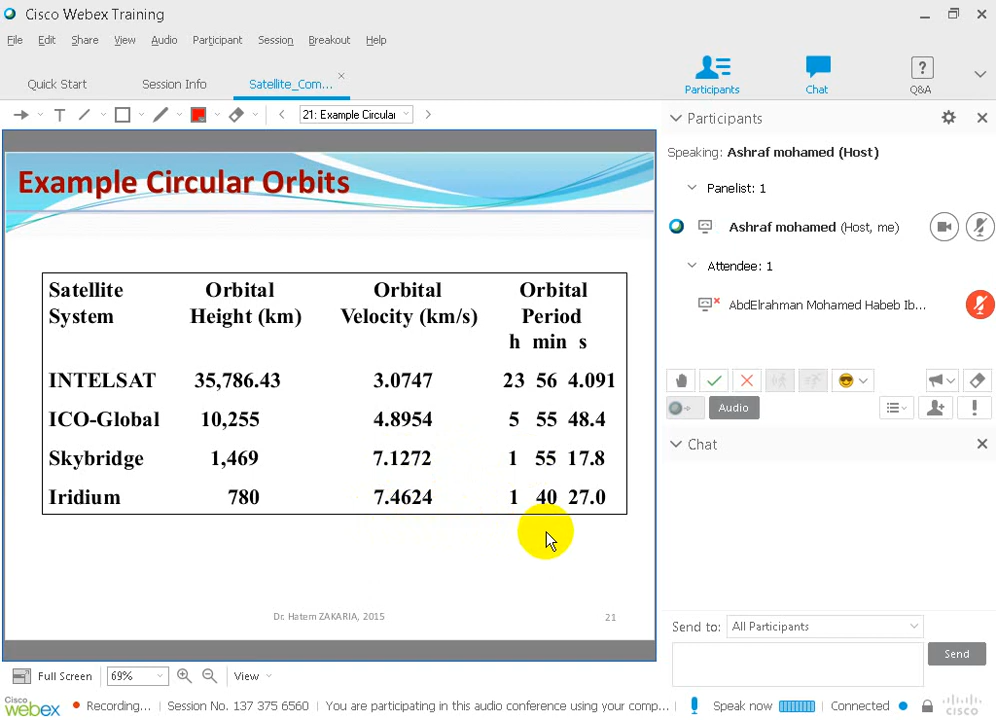 Cisco Webex Training
File Edit Share View Audio Participant Session Breakout Help
Quick Start Session Info Satellite_Com...
Participants Chat Q&A
T 21: Example Circular
Example Circular Orbits
Satellite System Orbital Height (km) Orbital Velocity (km/s) Orbital Period
h min s
INTELSAT 35,786.43 3.0747 23 56 4.091
ICO-Global 10,255 4.8954 5 55 48.4
Skybridge 1,469 7.1272 1 55 17.8
Iridium 780 7.4624 1 40 27.0
Dr. Hatem ZAKARIA, 2015 21
Full Screen 69% View
Participants
Speaking: Ashraf mohamed (Host)
Panelist: 1
Ashraf mohamed (Host, me)
Attendee: 1
AbdElrahman Mohamed Habeb Ib...
Audio
Chat
Send to: All Participants
Send
Cisco webex Recording... Session No. 137 375 6560 You are participating in this audio conference using your comp... Speak now Connected cisco